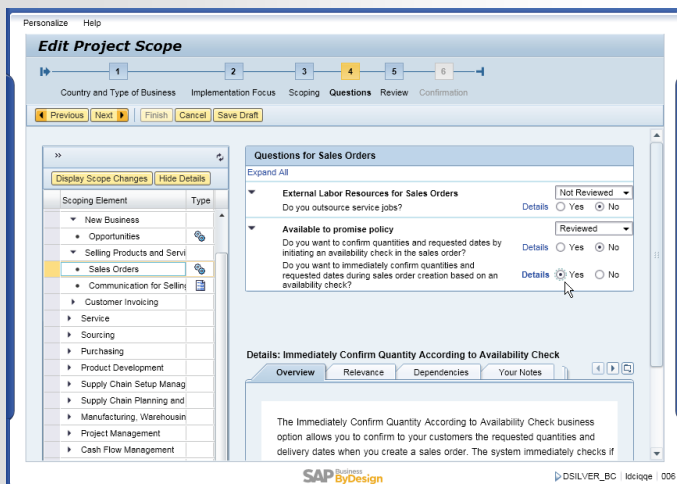 Personalize Help
Edit Project Scope
1 2 3 4 5 6
Country and Type of Business Implementation Focus Scoping Questions Review Confirmation
Previous Next Finish Cancel Save Draft
»
Display Scope Changes Hide Details
Scoping Element Type
New Business
Opportunities
Selling Products and Servi
Sales Orders
Communication for Selling
Customer Invoicing
Service
Sourcing
Purchasing
Product Development
Supply Chain Setup Manag
Supply Chain Planning and
Manufacturing, Warehousin
Project Management
Cash Flow Management
Questions for Sales Orders
Expand All
External Labor Resources for Sales Orders Not Reviewed
Do you outsource service jobs? Details Yes No
Available to promise policy Reviewed
Do you want to confirm quantities and requested dates by
initiating an availability check in the sales order? Details Yes No
Do you want to immediately confirm quantities and
requested dates during sales order creation based on an
availability check? Details Yes No
Details: Immediately Confirm Quantity According to Availability Check
Overview Relevance Dependencies Your Notes
The Immediately Confirm Quantity According to Availability Check business
option allows you to confirm to your customers the requested quantities and
delivery dates when you create a sales order. The system immediately checks if
SAP Business ByDesign
DSILVER_BC ldciqqe 006